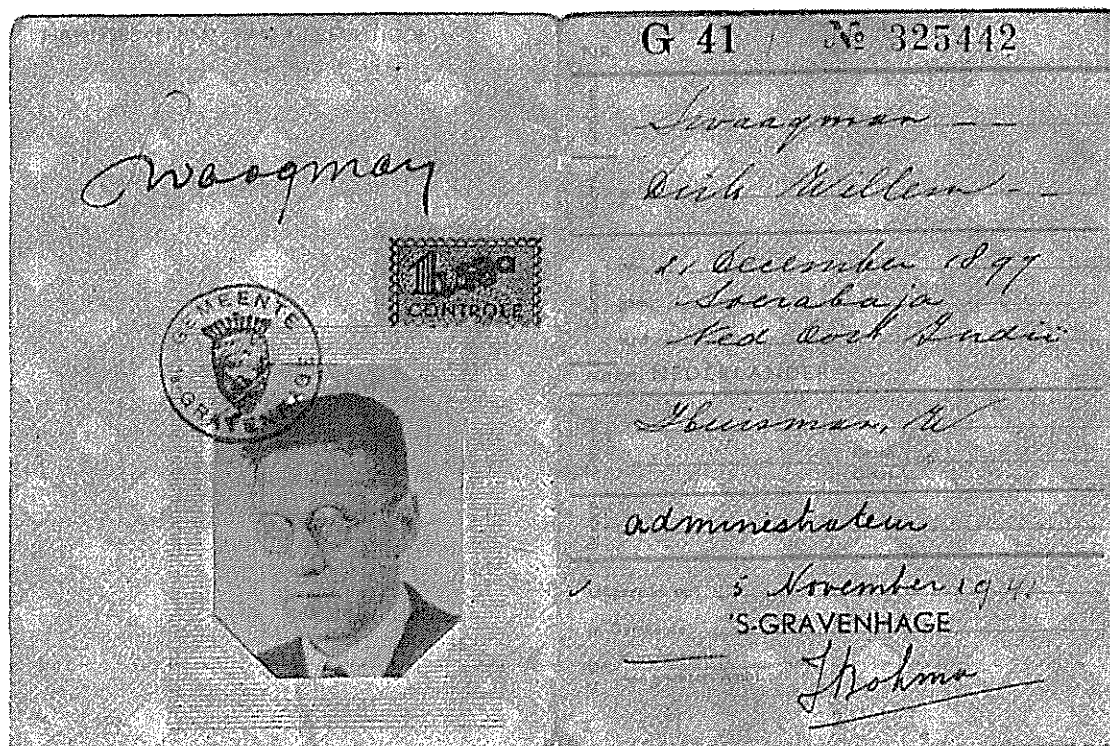 Swaagman
GEMEENTE
'S-GRAVENHAGE
CONTROLE
G 41 № 325442
Swaagman
Dirk Willem
December 1897
Soerabaja
Ned Oost Indië
Huisman, W
administrateur
5 November 1941
'S-GRAVENHAGE